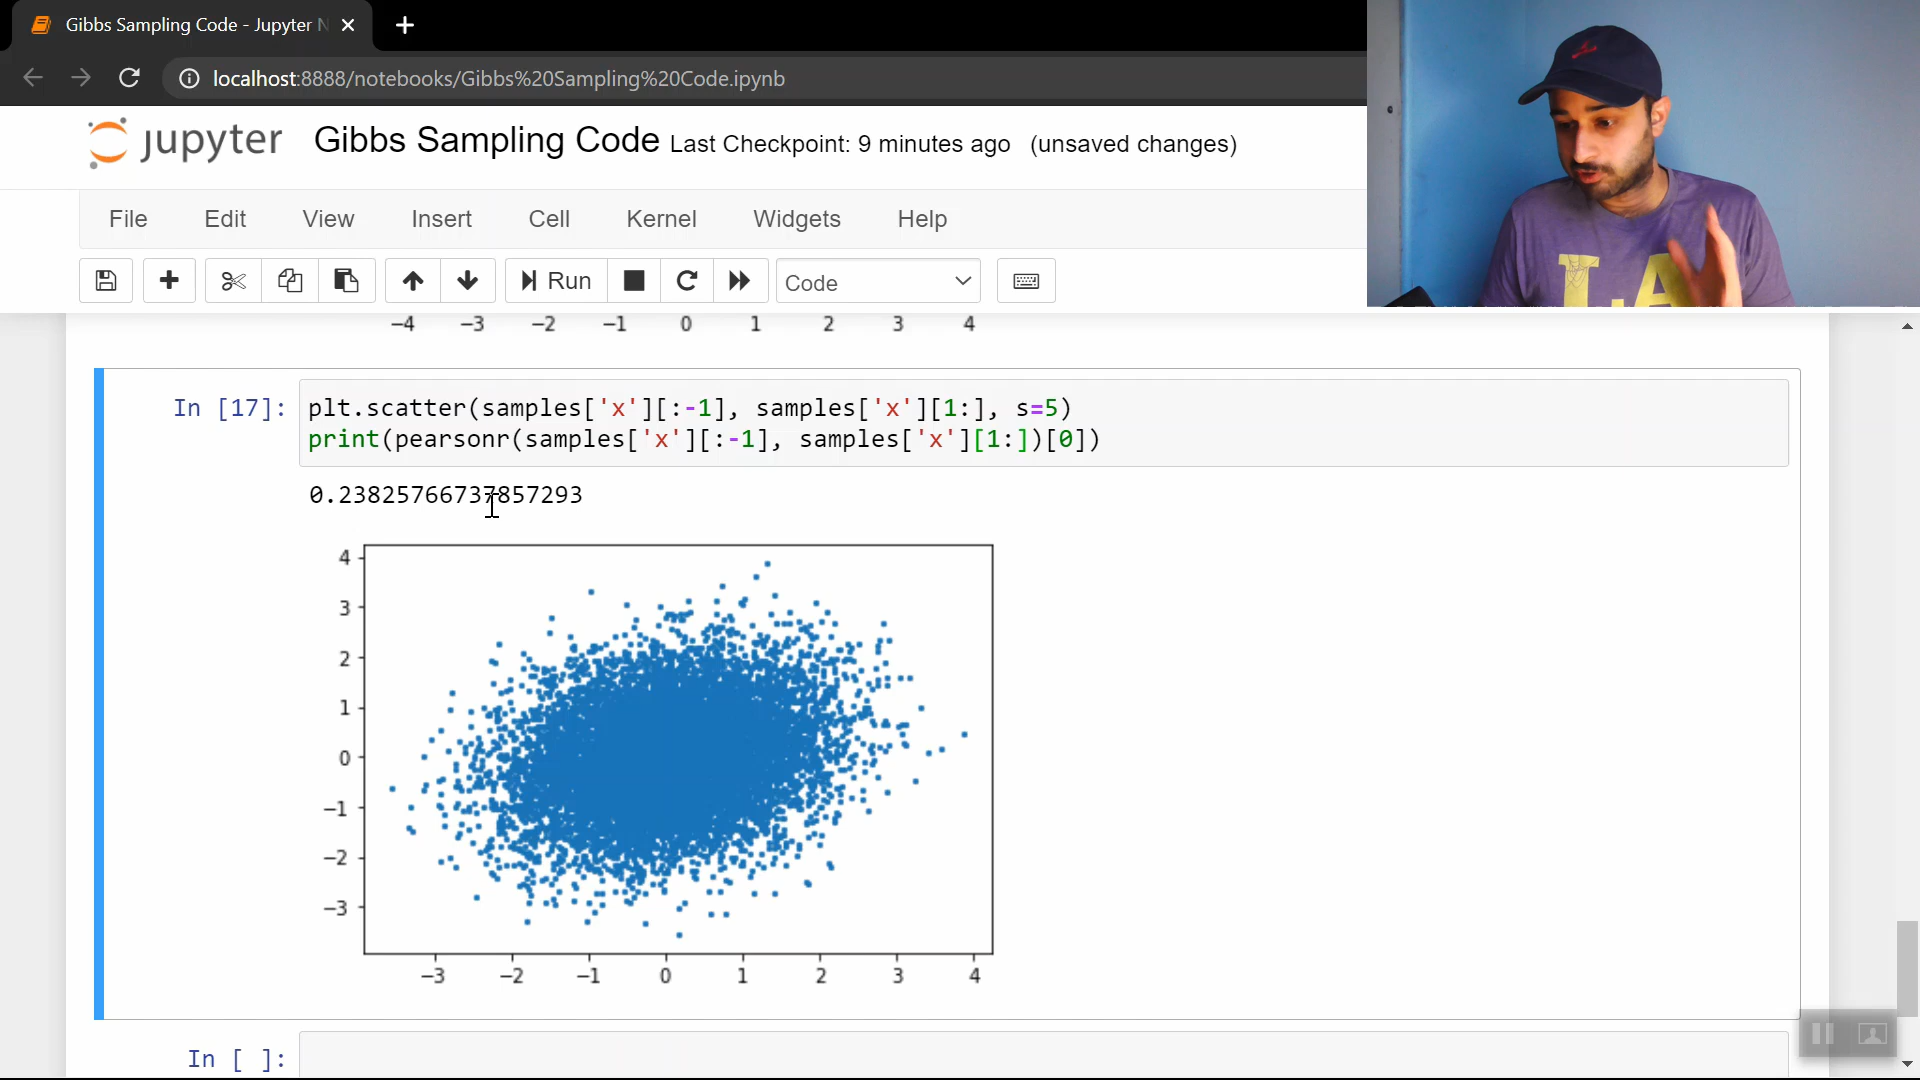 Gibbs Sampling Code - Jupyter N
localhost:8888/notebooks/Gibbs%20Sampling%20Code.ipynb
jupyter Gibbs Sampling Code Last Checkpoint: 9 minutes ago (unsaved changes)
File Edit View Insert Cell Kernel Widgets Help
Run Code
LA
−4 −3 −2 −1 0 1 2 3 4
In [17]: plt.scatter(samples['x'][:-1], samples['x'][1:], s=5)
print(pearsonr(samples['x'][:-1], samples['x'][1:])[0])
0.23825766737857293
4
3
2
1
0
−1
−2
−3
−3 −2 −1 0 1 2 3 4
In [ ]: